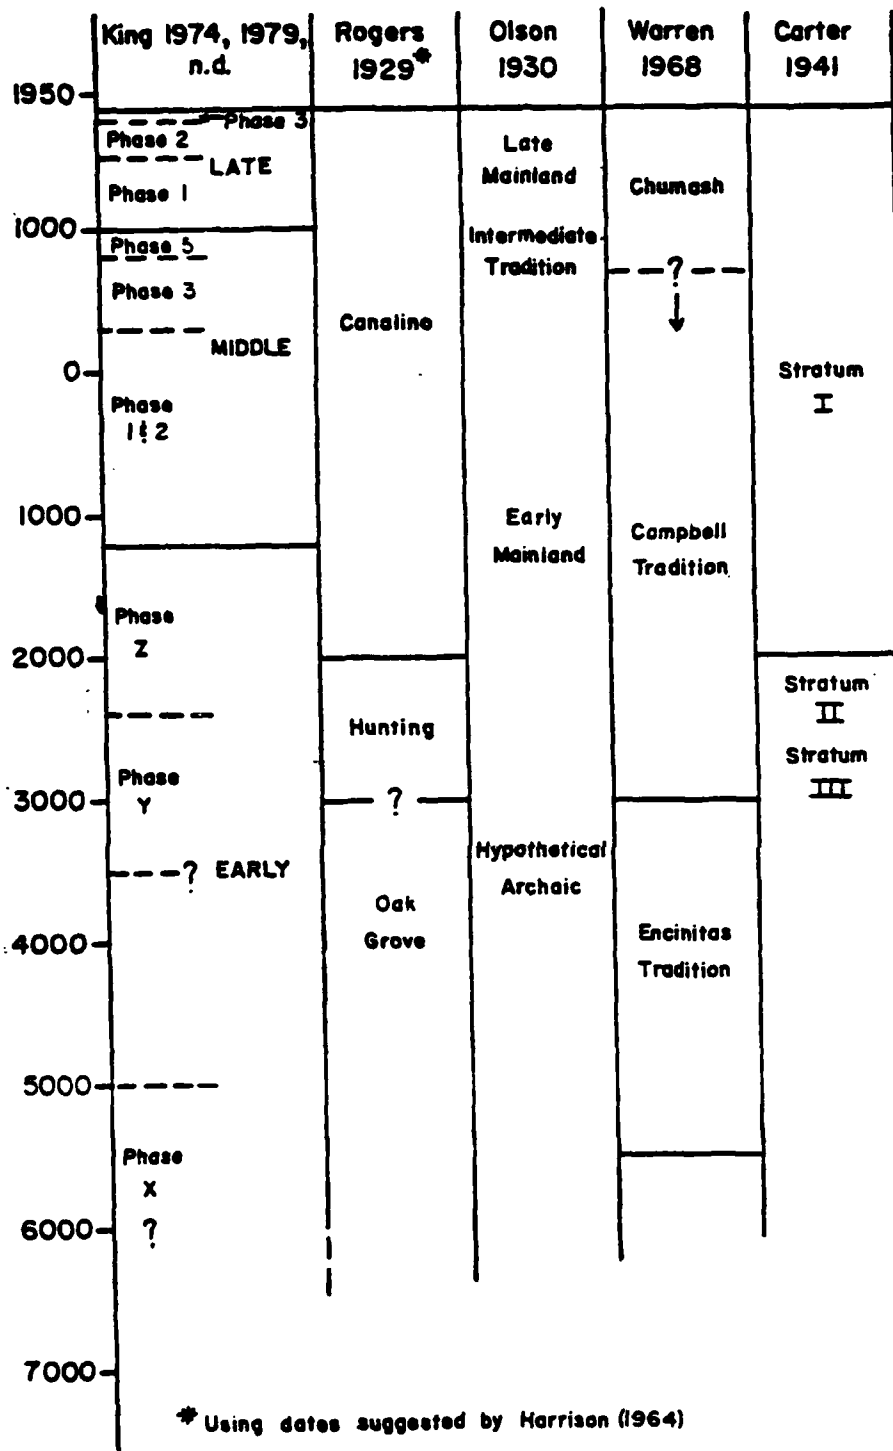 King 1974, 1979, n.d.
Rogers 1929*
Olson 1930
Warren 1968
Carter 1941
1950
1000
0
1000
2000
3000
4000
5000
6000
7000
Phase 3
Phase 2
LATE
Phase 1
Phase 5
Phase 3
MIDDLE
Phase
1 & 2
Phase
Z
Phase
Y
? EARLY
Phase
X
?
Canalino
Hunting
?
Oak
Grove
Late
Mainland
Intermediate
Tradition
Early
Mainland
Hypothetical
Archaic
Chumash
?
Campbell
Tradition
Encinitas
Tradition
Stratum
I
Stratum
II
Stratum
III
* Using dates suggested by Harrison (1964)